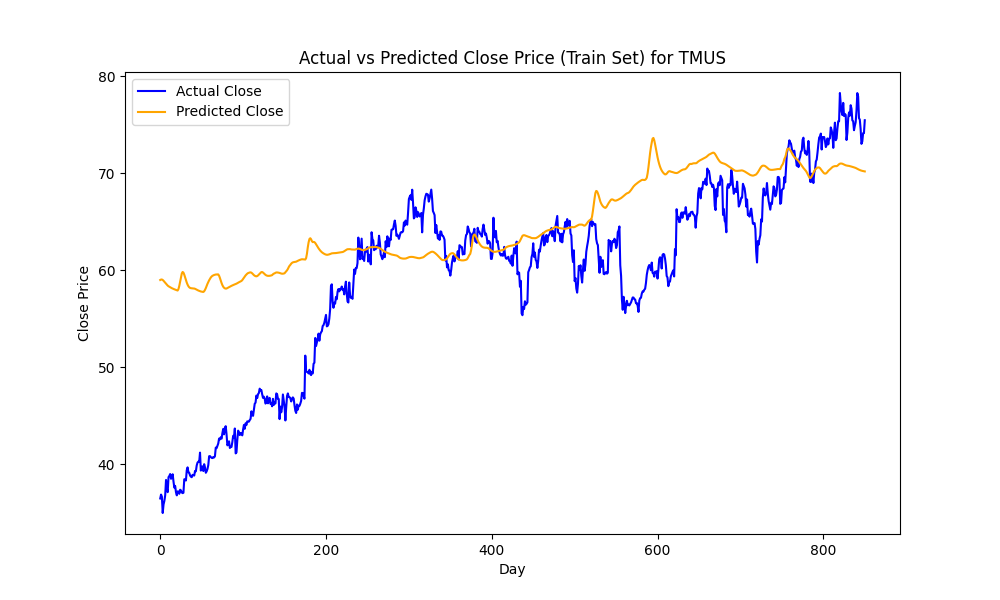 Actual vs Predicted Close Price (Train Set) for TMUS
Actual Close
Predicted Close
Close Price
80
70
60
50
40
0 200 400 600 800
Day